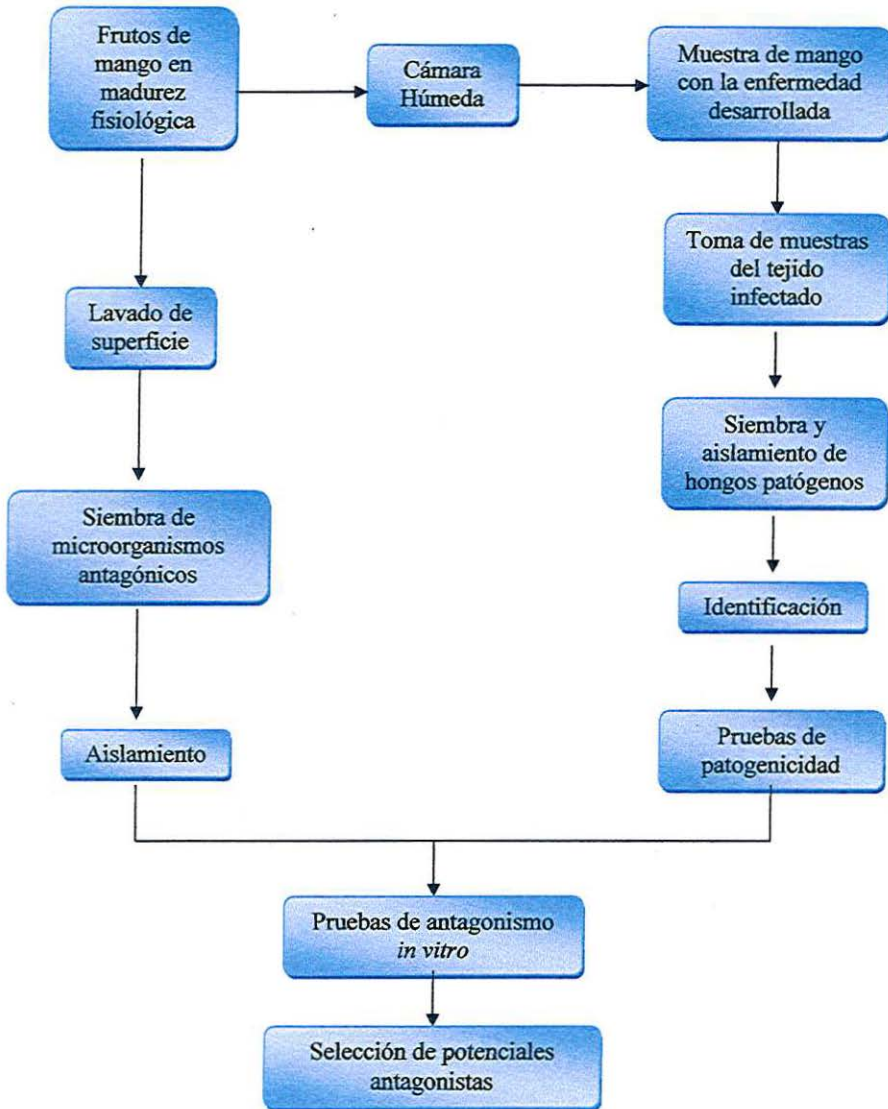 Frutos de
mango en
madurez
fisiológica
Cámara
Húmeda
Muestra de mango
con la enfermedad
desarrollada
Toma de muestras
del tejido
infectado
Lavado de
superficie
Siembra y
aislamiento de
hongos patógenos
Siembra de
microorganismos
antagónicos
Identificación
Aislamiento
Pruebas de
patogenicidad
Pruebas de antagonismo
in vitro
Selección de potenciales
antagonistas